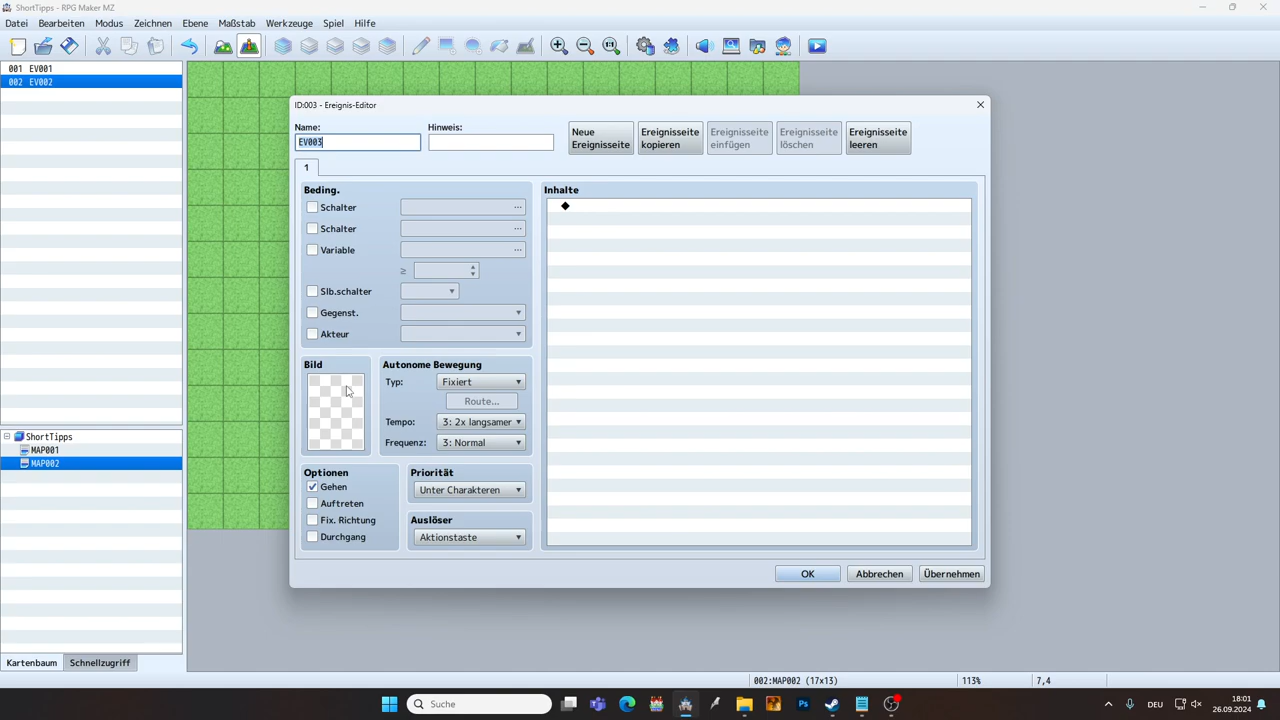 ShortTipps - RPG Maker MZ
Datei Bearbeiten Modus Zeichnen Ebene Maßstab Werkzeuge Spiel Hilfe
001 EV001
002 EV002
ID:003 - Ereignis-Editor
Name: Hinweis:
EV003
Neue Ereignisseite
Ereignisseite kopieren
Ereignisseite einfügen
Ereignisseite löschen
Ereignisseite leeren
1
Beding.
Schalter ...
Schalter ...
Variable ...
≥
Slb.schalter
Gegenst.
Akteur
Bild
Autonome Bewegung
Typ: Fixiert
Route...
Tempo: 3: 2x langsamer
Frequenz: 3: Normal
Optionen
Gehen
Auftreten
Fix. Richtung
Durchgang
Priorität
Unter Charakteren
Auslöser
Aktionstaste
Inhalte
◆
OK Abbrechen Übernehmen
ShortTipps
MAP001
MAP002
Kartenbaum Schnellzugriff
002:MAP002 (17x13) 113% 7,4
Suche
DEU
18:01
26.09.2024